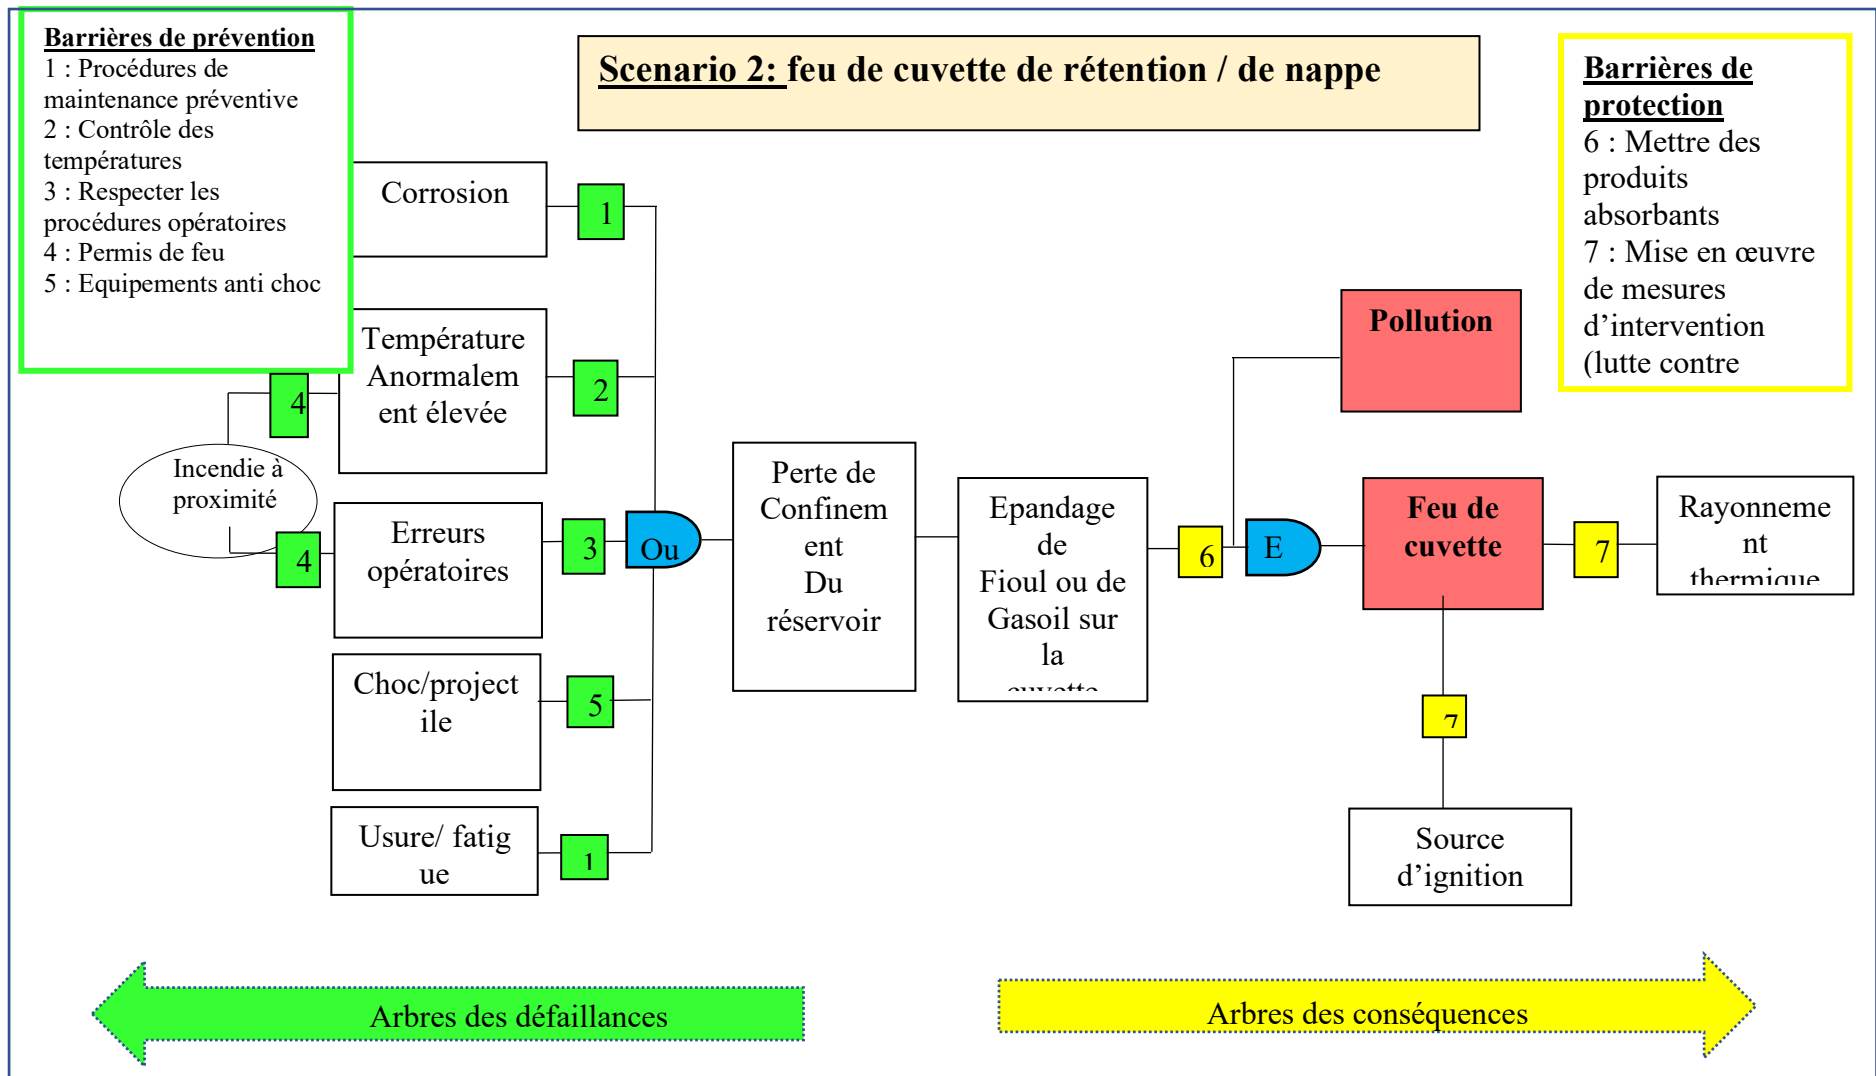 Barrières de prévention
1 : Procédures de
maintenance préventive
2 : Contrôle des
températures
3 : Respecter les
procédures opératoires
4 : Permis de feu
5 : Equipements anti choc
Scenario 2: feu de cuvette de rétention / de nappe
Barrières de
protection
6 : Mettre des
produits
absorbants
7 : Mise en œuvre
de mesures
d’intervention
(lutte contre
Corrosion
1
Température
Anormalem
ent élevée
2
4
Incendie à
proximité
4
Erreurs
opératoires
3
Ou
Choc/project
ile
5
Usure/ fatig
ue
1
Perte de
Confinem
ent
Du
réservoir
Epandage
de
Fioul ou de
Gasoil sur
la
cuvette
6
E
Pollution
Feu de
cuvette
7
Rayonneme
nt
thermique
7
Source
d’ignition
Arbres des défaillances
Arbres des conséquences